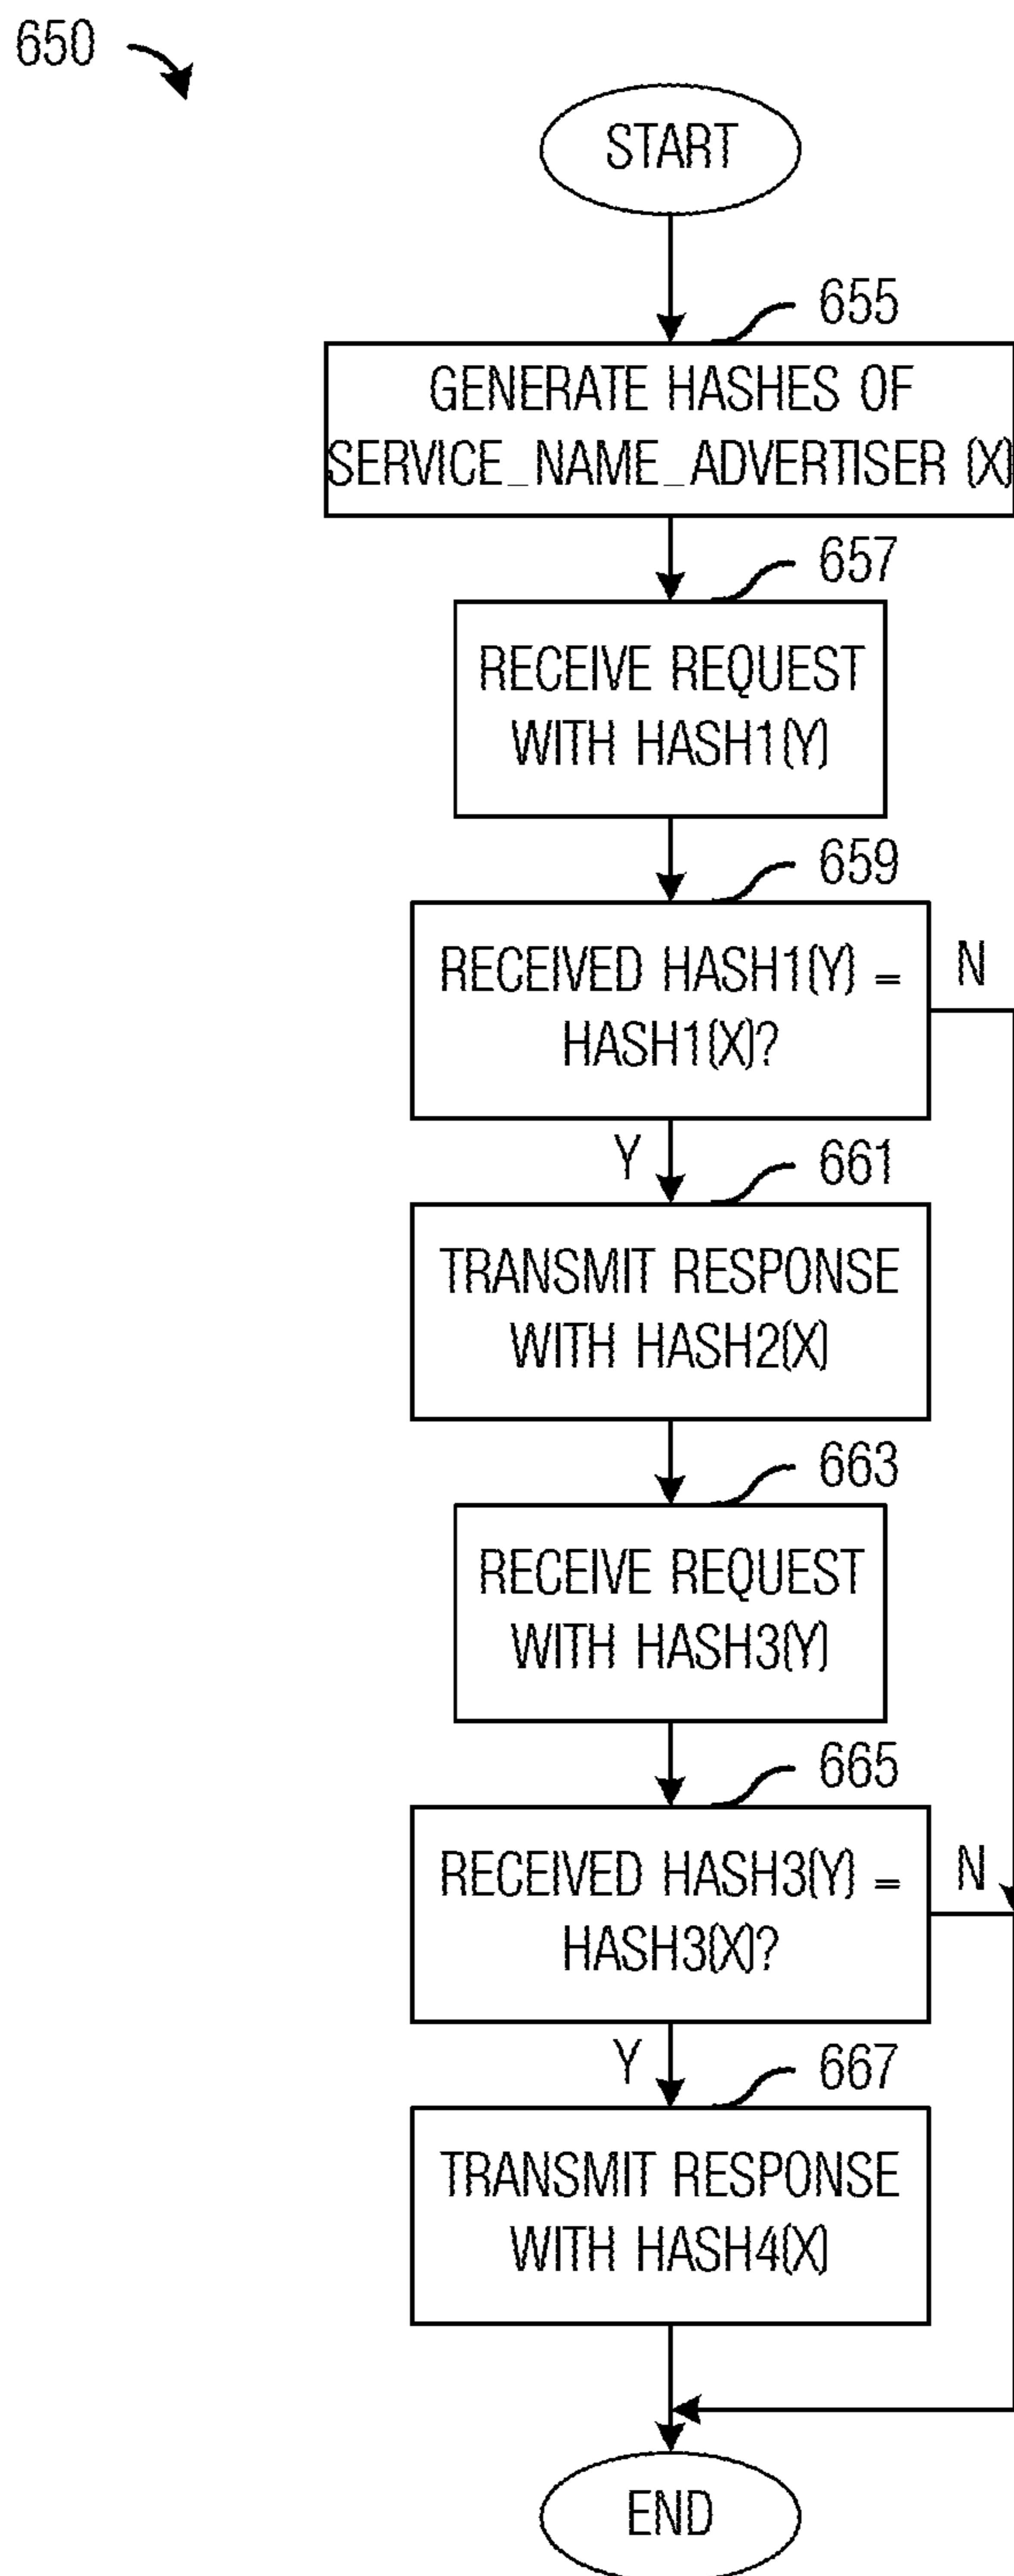 650
START
655
GENERATE HASHES OF
SERVICE_NAME_ADVERTISER (X)
657
RECEIVE REQUEST
WITH HASH1(Y)
659
RECEIVED HASH1(Y) =
HASH1(X)?
N
Y
661
TRANSMIT RESPONSE
WITH HASH2(X)
663
RECEIVE REQUEST
WITH HASH3(Y)
665
RECEIVED HASH3(Y) =
HASH3(X)?
N
Y
667
TRANSMIT RESPONSE
WITH HASH4(X)
END